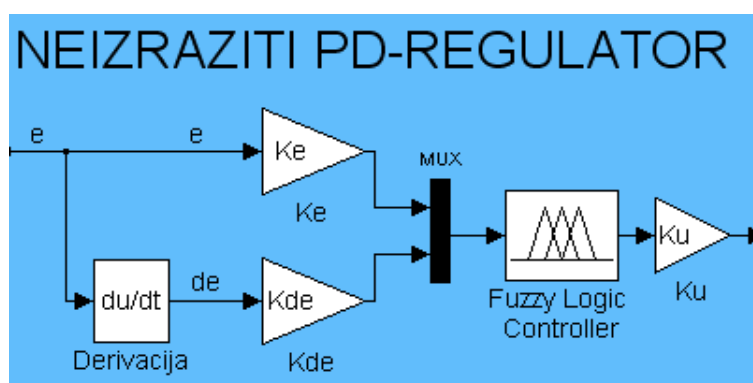 NEIZRAZITI PD-REGULATOR
e
e
Ke
Ke
MUX
du/dt
Derivacija
de
Kde
Kde
Fuzzy Logic
Controller
Ku
Ku